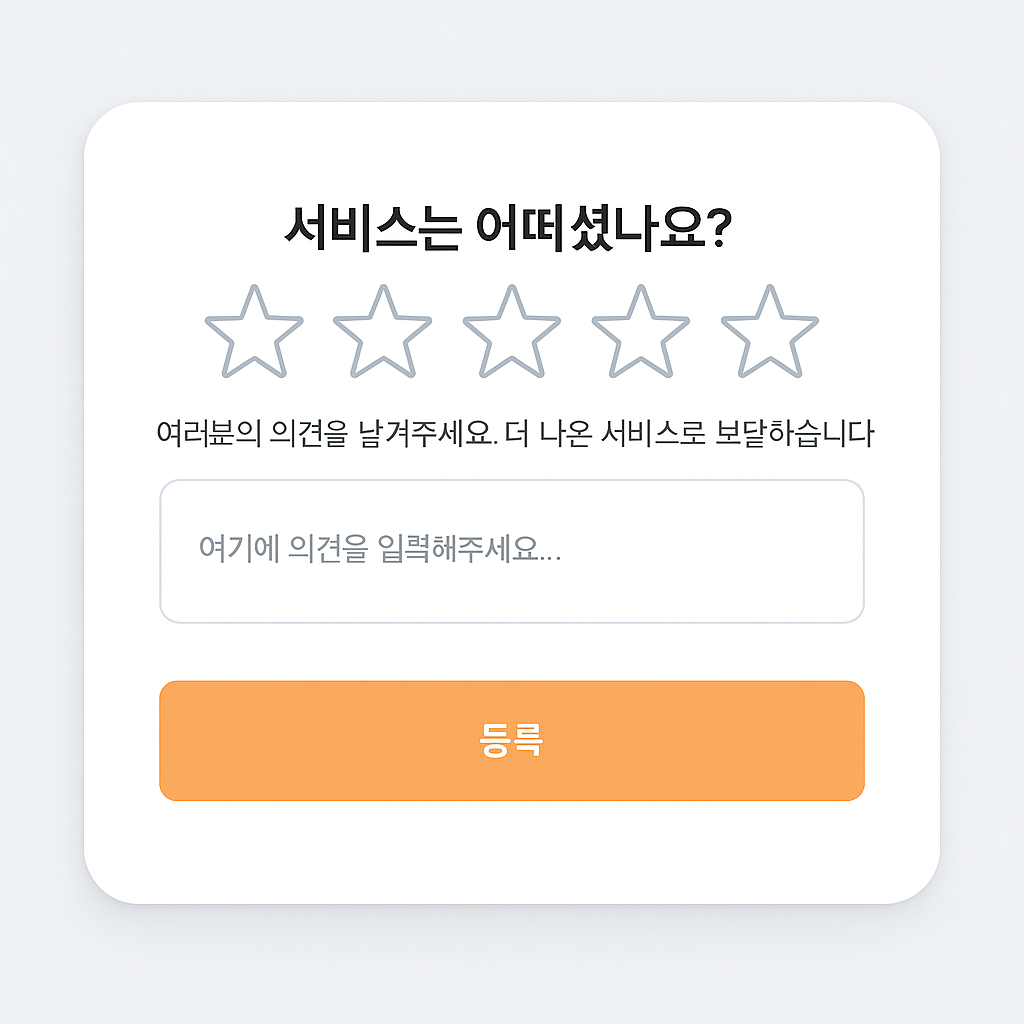 서비스는 어떠셨나요?
여러뷴의 의견을 남겨주세요. 더 나온 서비스로 보닾하습니다
여기에 의견을 입력해주세요...
등록